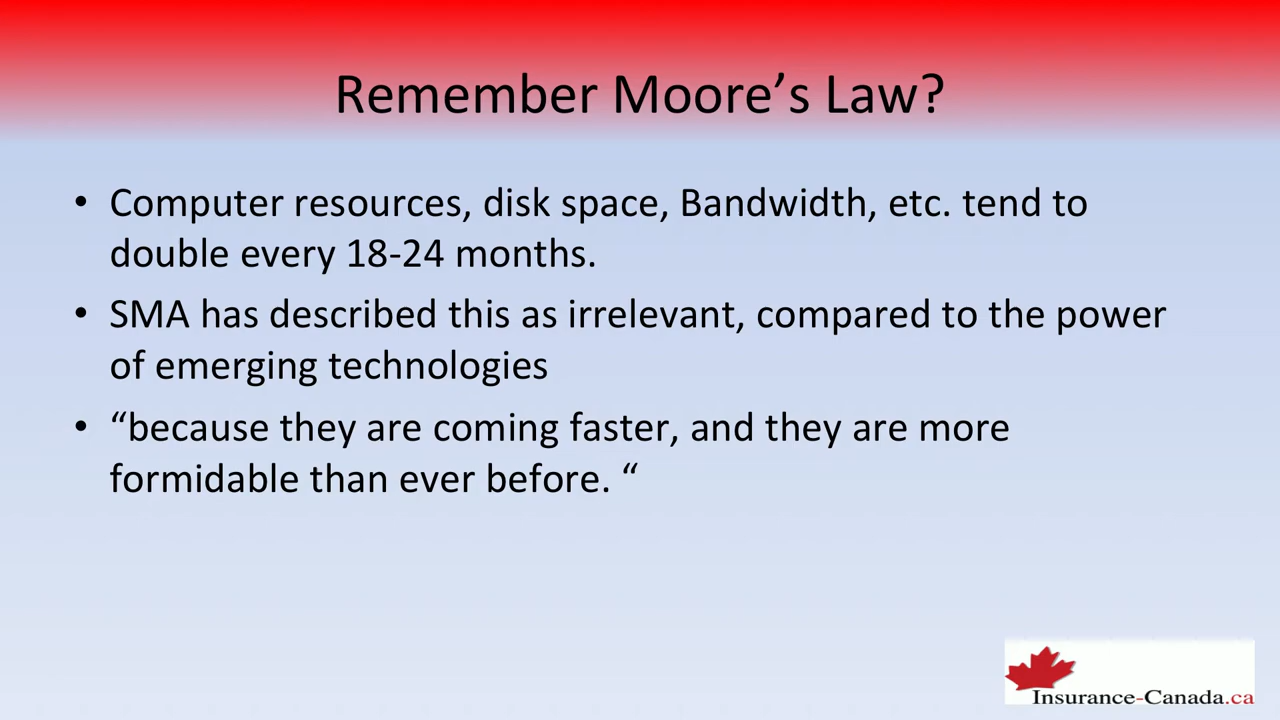 Remember Moore’s Law?
• Computer resources, disk space, Bandwidth, etc. tend to
double every 18-24 months.
• SMA has described this as irrelevant, compared to the power
of emerging technologies
• “because they are coming faster, and they are more
formidable than ever before. “
Insurance-Canada.ca